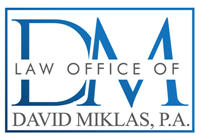 DM
LAW OFFICE OF
DAVID MIKLAS, P.A.